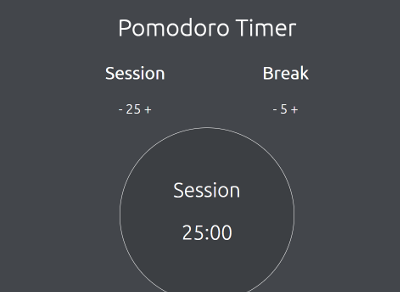 Pomodoro Timer
Session Break
- 25 + - 5 +
Session
25:00